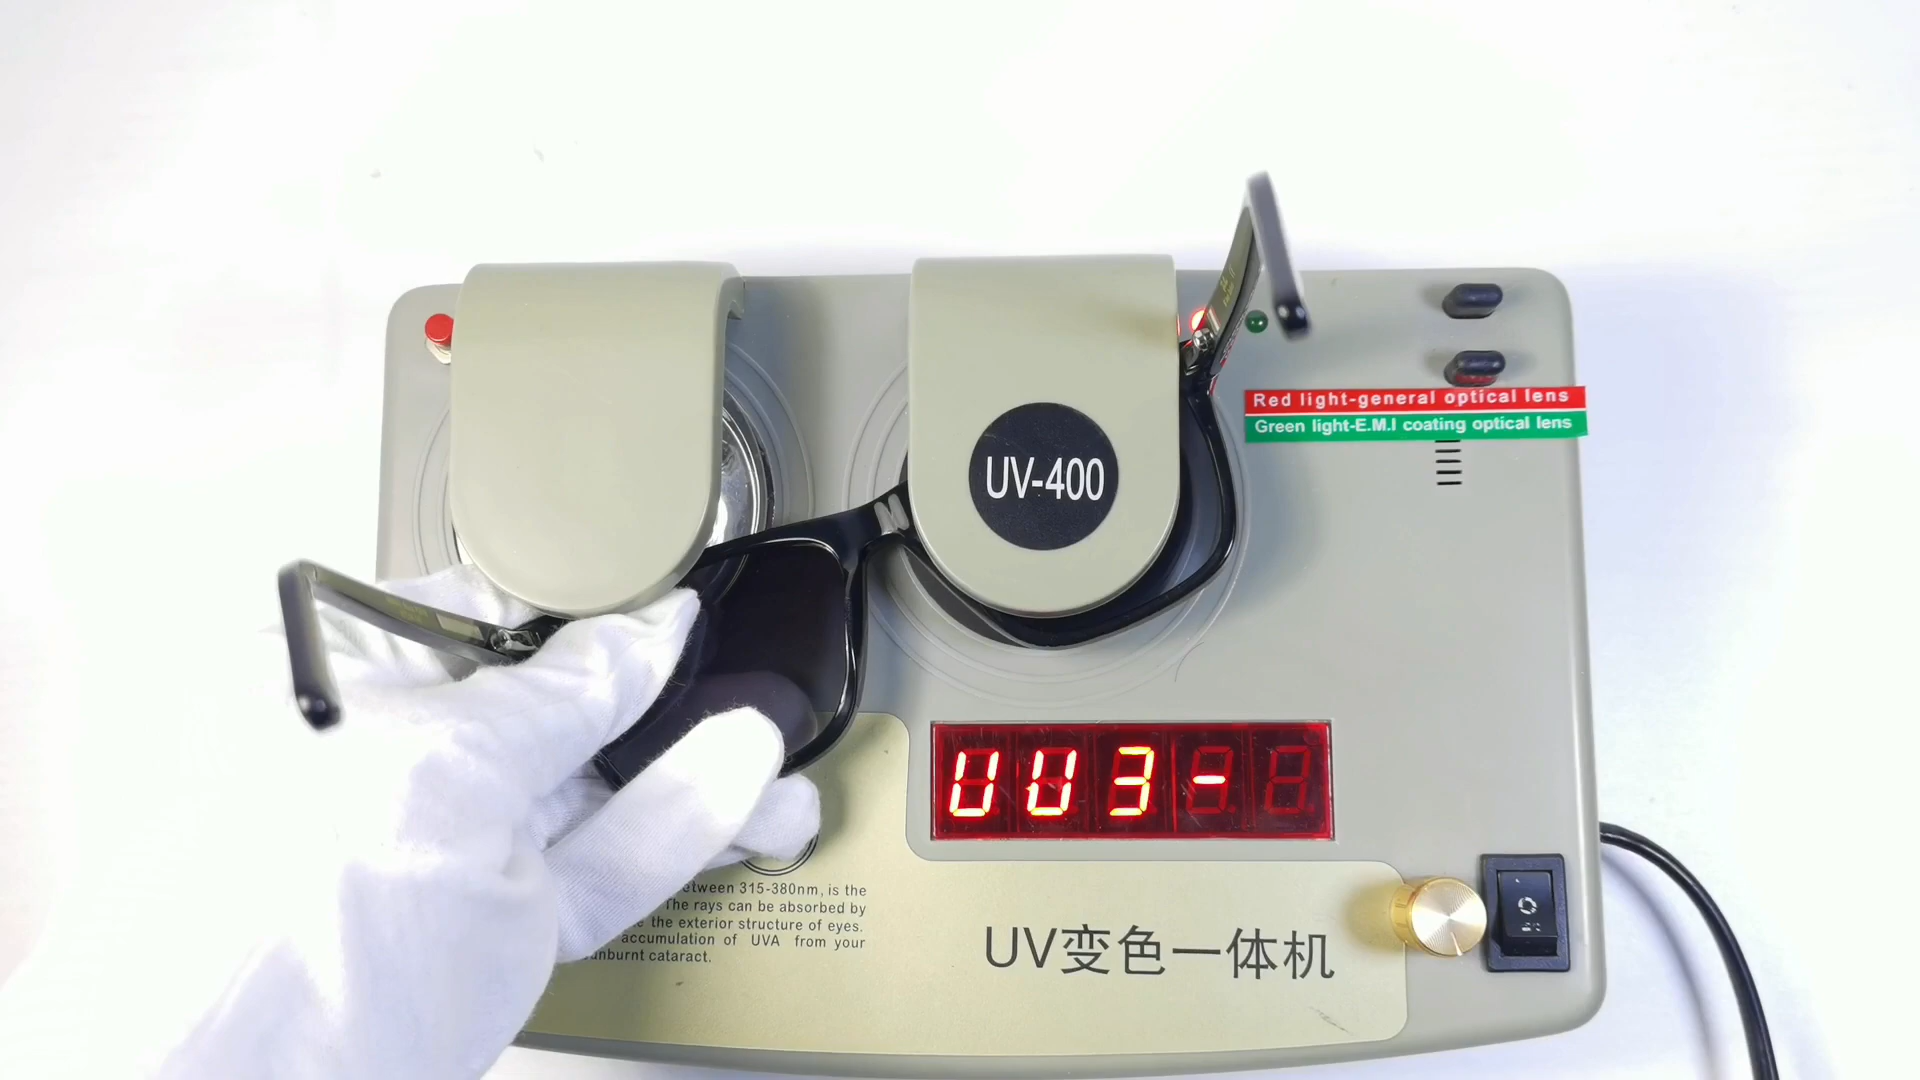 UV-400
Red light-general optical lens
Green light-E.M.I coating optical lens
UU3-
between 315-380nm, is the
The rays can be absorbed by
the exterior structure of eyes.
accumulation of UVA from your
sunburnt cataract.
UV变色一体机